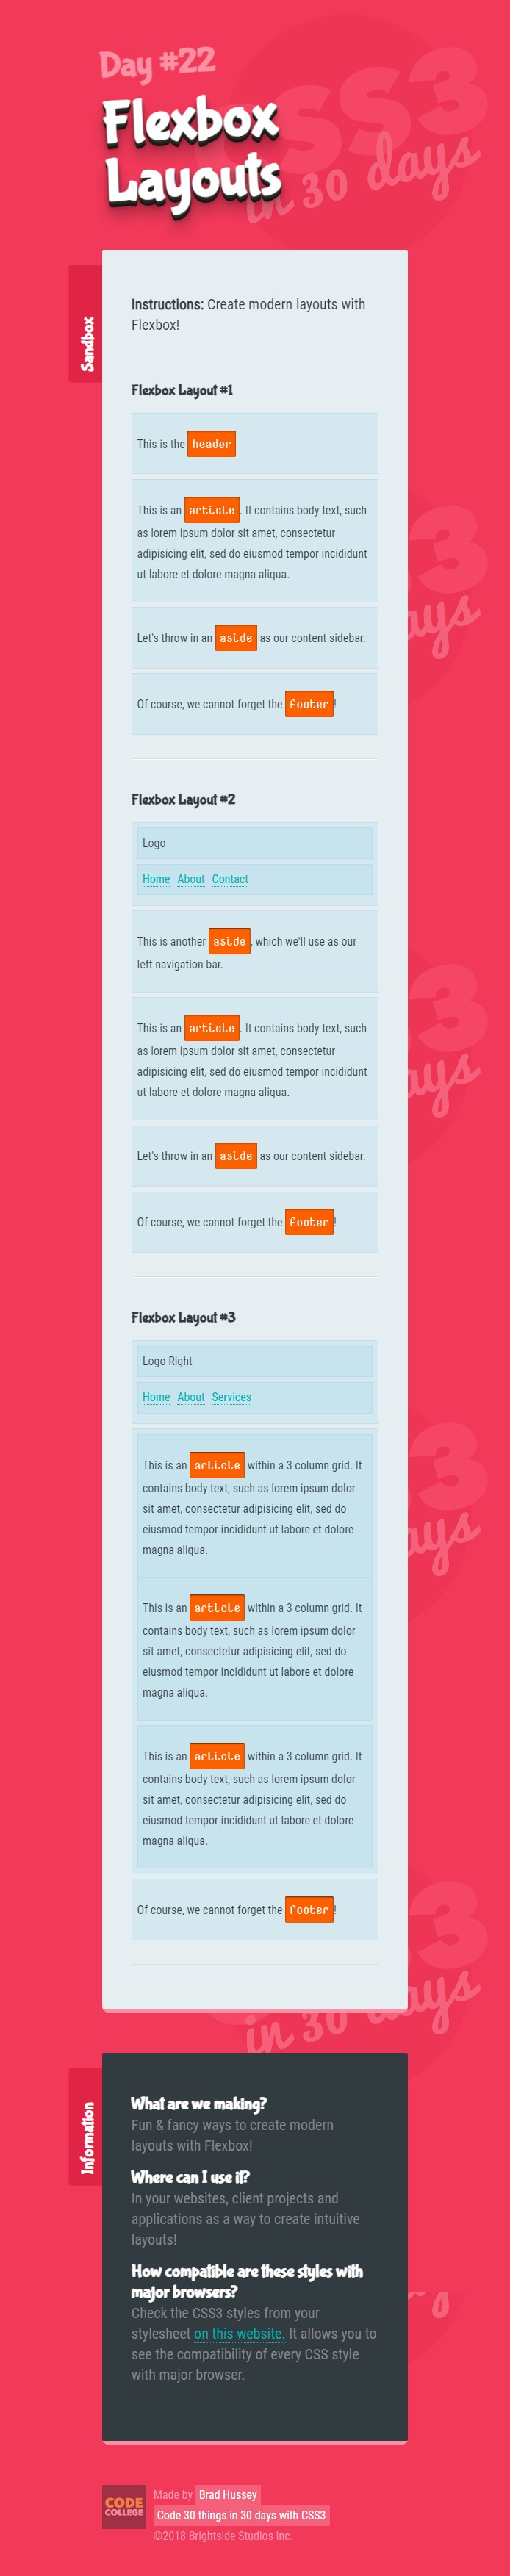 Day #22
CSS3
in 30 days
Flexbox
Layouts
Sandbox
Instructions: Create modern layouts with
Flexbox!
Flexbox Layout #1
This is the header
This is an article. It contains body text, such
as lorem ipsum dolor sit amet, consectetur
adipisicing elit, sed do eiusmod tempor incididunt
ut labore et dolore magna aliqua.
Let's throw in an aside as our content sidebar.
Of course, we cannot forget the footer!
Flexbox Layout #2
Logo
Home About Contact
This is another aside, which we'll use as our
left navigation bar.
This is an article. It contains body text, such
as lorem ipsum dolor sit amet, consectetur
adipisicing elit, sed do eiusmod tempor incididunt
ut labore et dolore magna aliqua.
Let's throw in an aside as our content sidebar.
Of course, we cannot forget the footer!
Flexbox Layout #3
Logo Right
Home About Services
This is an article within a 3 column grid. It
contains body text, such as lorem ipsum dolor
sit amet, consectetur adipisicing elit, sed do
eiusmod tempor incididunt ut labore et dolore
magna aliqua.
This is an article within a 3 column grid. It
contains body text, such as lorem ipsum dolor
sit amet, consectetur adipisicing elit, sed do
eiusmod tempor incididunt ut labore et dolore
magna aliqua.
This is an article within a 3 column grid. It
contains body text, such as lorem ipsum dolor
sit amet, consectetur adipisicing elit, sed do
eiusmod tempor incididunt ut labore et dolore
magna aliqua.
Of course, we cannot forget the footer!
in 30 days
Information
What are we making?
Fun & fancy ways to create modern
layouts with Flexbox!
Where can I use it?
In your websites, client projects and
applications as a way to create intuitive
layouts!
How compatible are these styles with
major browsers?
Check the CSS3 styles from your
stylesheet on this website. It allows you to
see the compatibility of every CSS style
with major browser.
CODE
COLLEGE
Made by Brad Hussey
Code 30 things in 30 days with CSS3
©2018 Brightside Studios Inc.